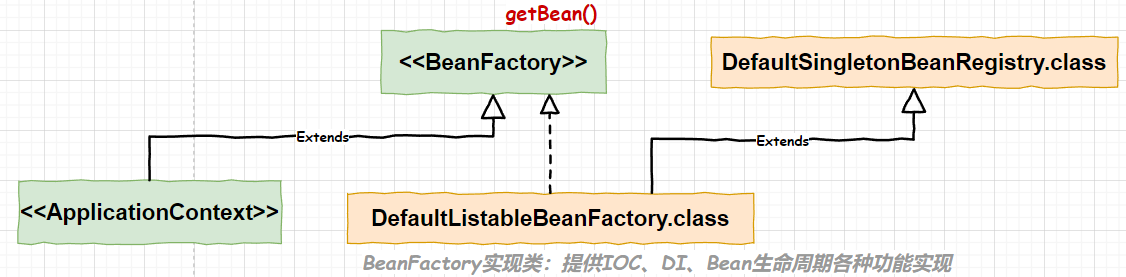 getBean()
<<BeanFactory>>
DefaultSingletonBeanRegistry.class
Extends
Extends
<<ApplicationContext>>
DefaultListableBeanFactory.class
BeanFactory实现类：提供IOC、DI、Bean生命周期各种功能实现